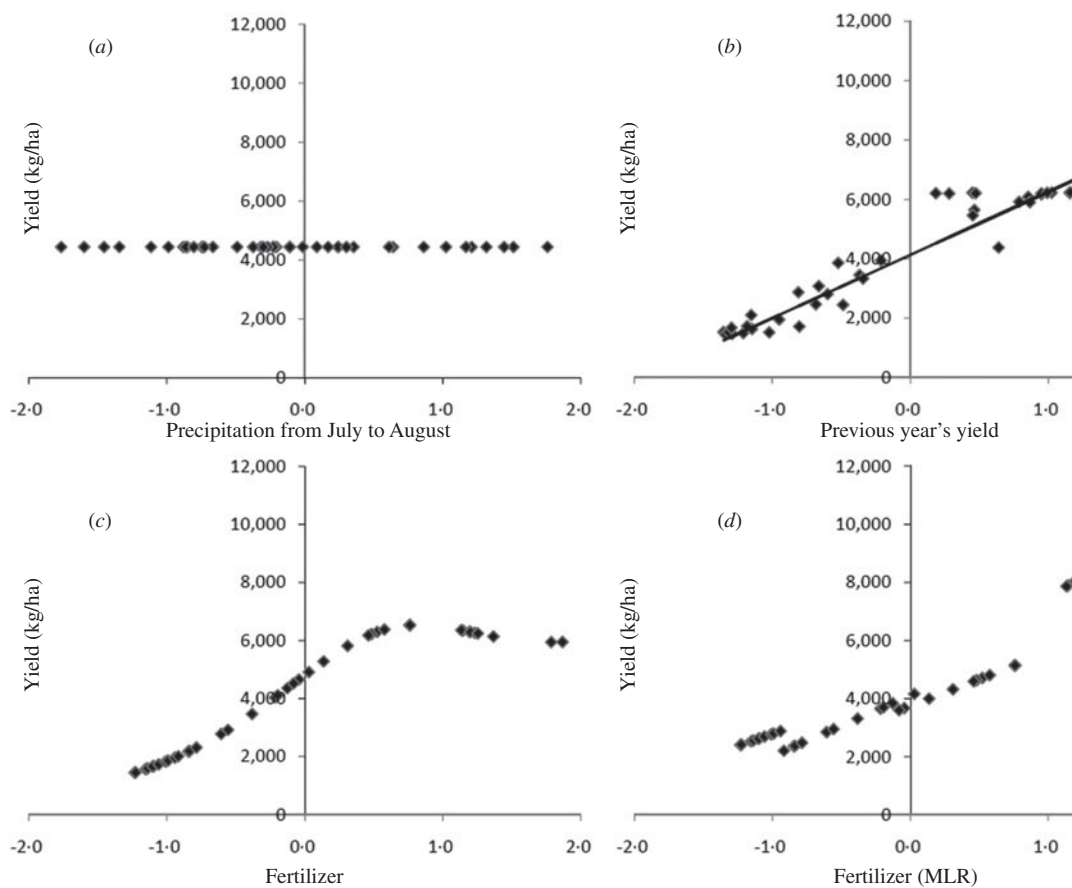 (a)
Yield (kg/ha)
12,000
10,000
8,000
6,000
4,000
2,000
0
-2·0 -1·0 0·0 1·0 2·0
Precipitation from July to August
(b)
Yield (kg/ha)
12,000
10,000
8,000
6,000
4,000
2,000
0
-2·0 -1·0 0·0 1·0
Previous year's yield
(c)
Yield (kg/ha)
12,000
10,000
8,000
6,000
4,000
2,000
0
-2·0 -1·0 0·0 1·0 2·0
Fertilizer
(d)
Yield (kg/ha)
12,000
10,000
8,000
6,000
4,000
2,000
0
-2·0 -1·0 0·0 1·0
Fertilizer (MLR)